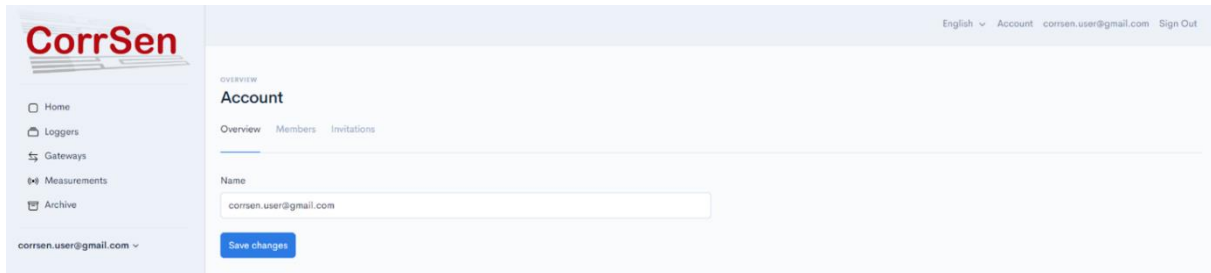 CorrSen
Home
Loggers
Gateways
Measurements
Archive
corrsen.user@gmail.com
English Account corrsen.user@gmail.com Sign Out
OVERVIEW
Account
Overview Members Invitations
Name
corrsen.user@gmail.com
Save changes